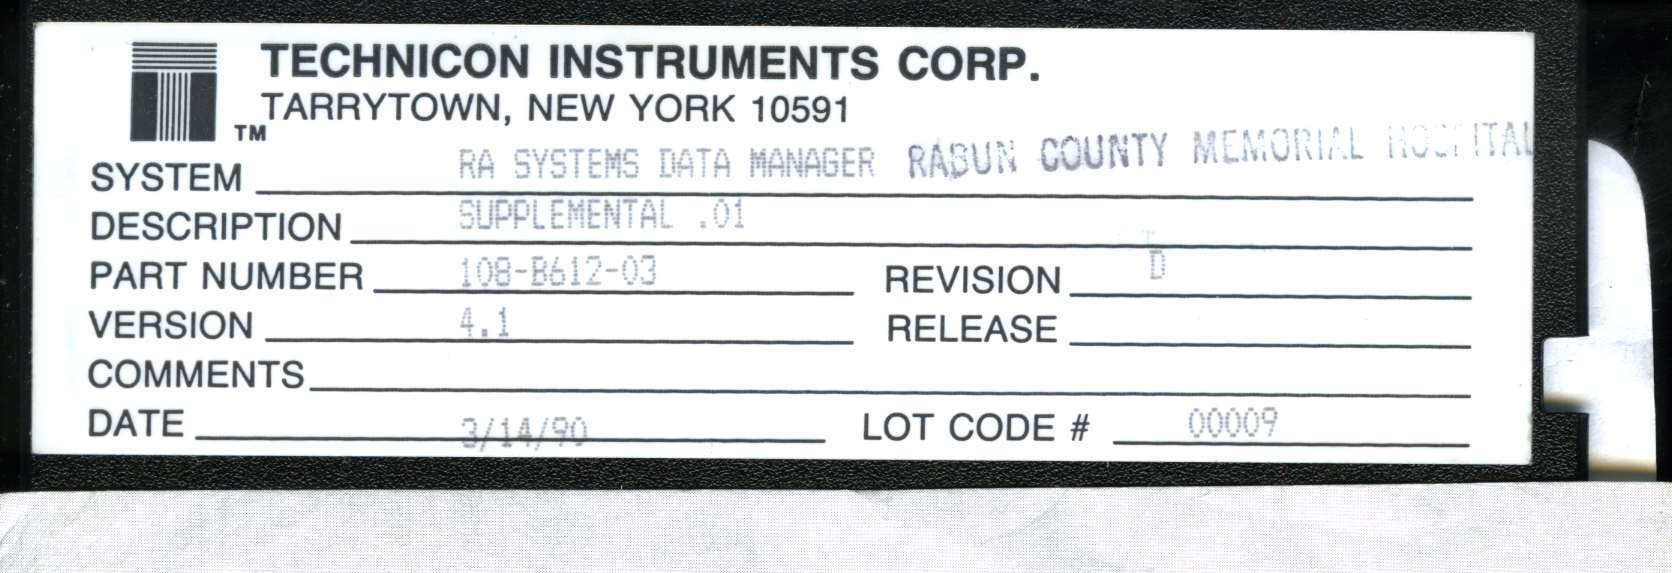 TECHNICON INSTRUMENTS CORP.
TM TARRYTOWN, NEW YORK 10591
SYSTEM RA SYSTEMS DATA MANAGER RABUN COUNTY MEMORIAL HOSPITAL
DESCRIPTION SUPPLEMENTAL .01
PART NUMBER 108-B612-03 REVISION D
VERSION 4.1 RELEASE
COMMENTS
DATE 3/14/90 LOT CODE # 00009